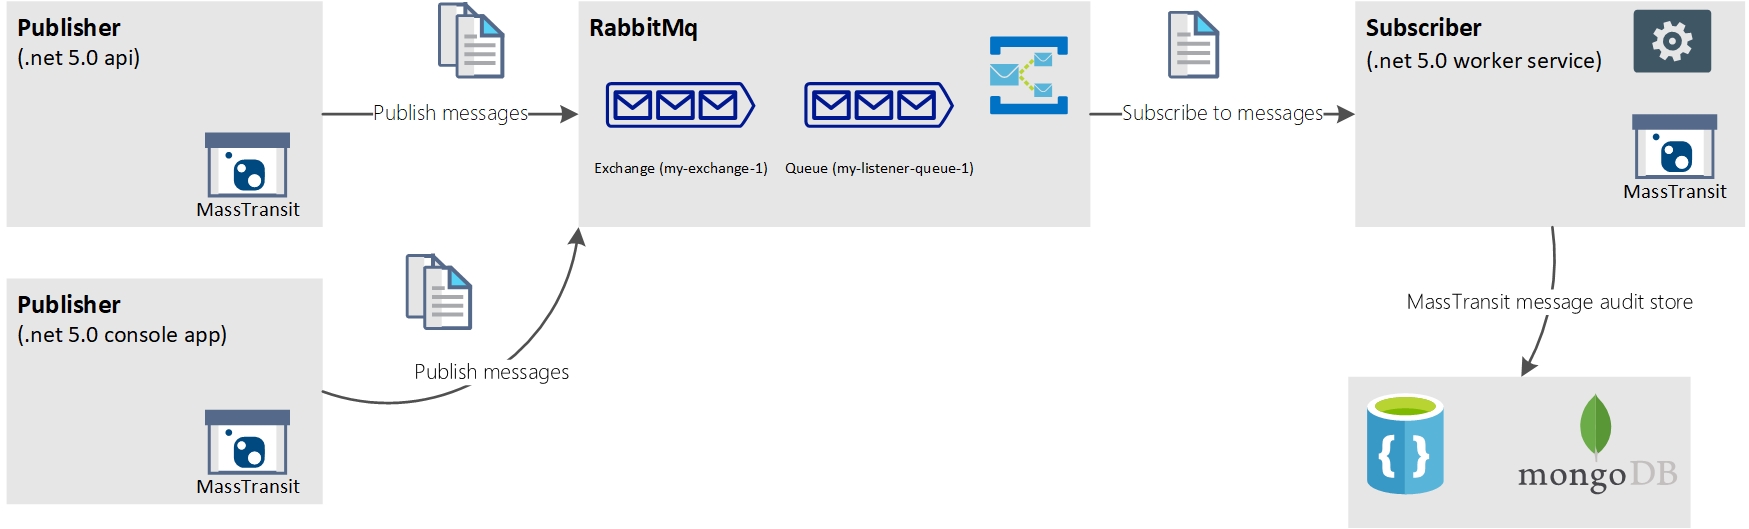 Publisher
(.net 5.0 api)
MassTransit
Publish messages
RabbitMq
Exchange (my-exchange-1)
Queue (my-listener-queue-1)
Subscribe to messages
Subscriber
(.net 5.0 worker service)
MassTransit
Publisher
(.net 5.0 console app)
MassTransit
Publish messages
MassTransit message audit store
{ }
mongoDB